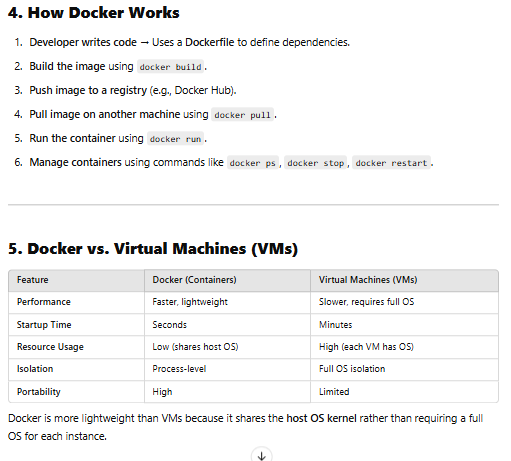 4. How Docker Works
1. Developer writes code → Uses a Dockerfile to define dependencies.
2. Build the image using docker build.
3. Push image to a registry (e.g., Docker Hub).
4. Pull image on another machine using docker pull.
5. Run the container using docker run.
6. Manage containers using commands like docker ps, docker stop, docker restart.
5. Docker vs. Virtual Machines (VMs)
Feature Docker (Containers) Virtual Machines (VMs)
Performance Faster, lightweight Slower, requires full OS
Startup Time Seconds Minutes
Resource Usage Low (shares host OS) High (each VM has OS)
Isolation Process-level Full OS isolation
Portability High Limited
Docker is more lightweight than VMs because it shares the host OS kernel rather than requiring a full
OS for each instance.